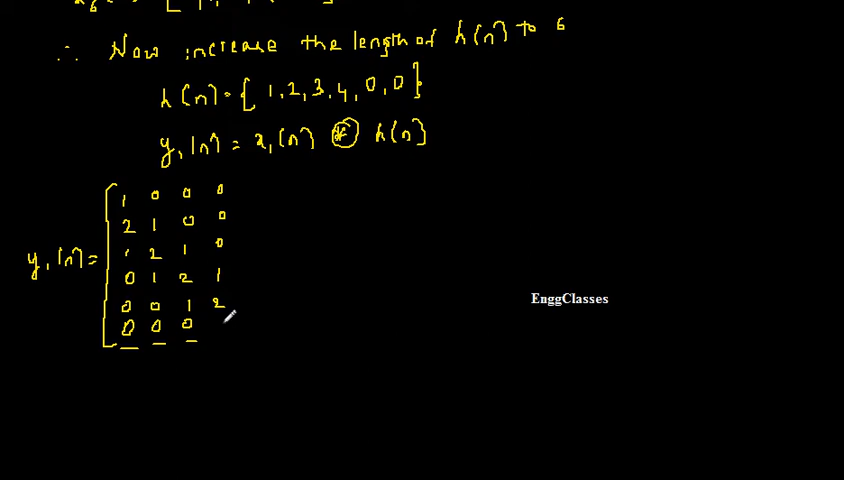 ∴ Now increase the length of h(n) to 6
h(n) = { 1, 2, 3, 4, 0, 0 }
y₁(n) = x₁(n) ⊛ h(n)
1 0 0 0
2 1 0 0
1 2 1 0
y₁(n) =
0 1 2 1
0 0 1 2
0 0 0
EnggClasses